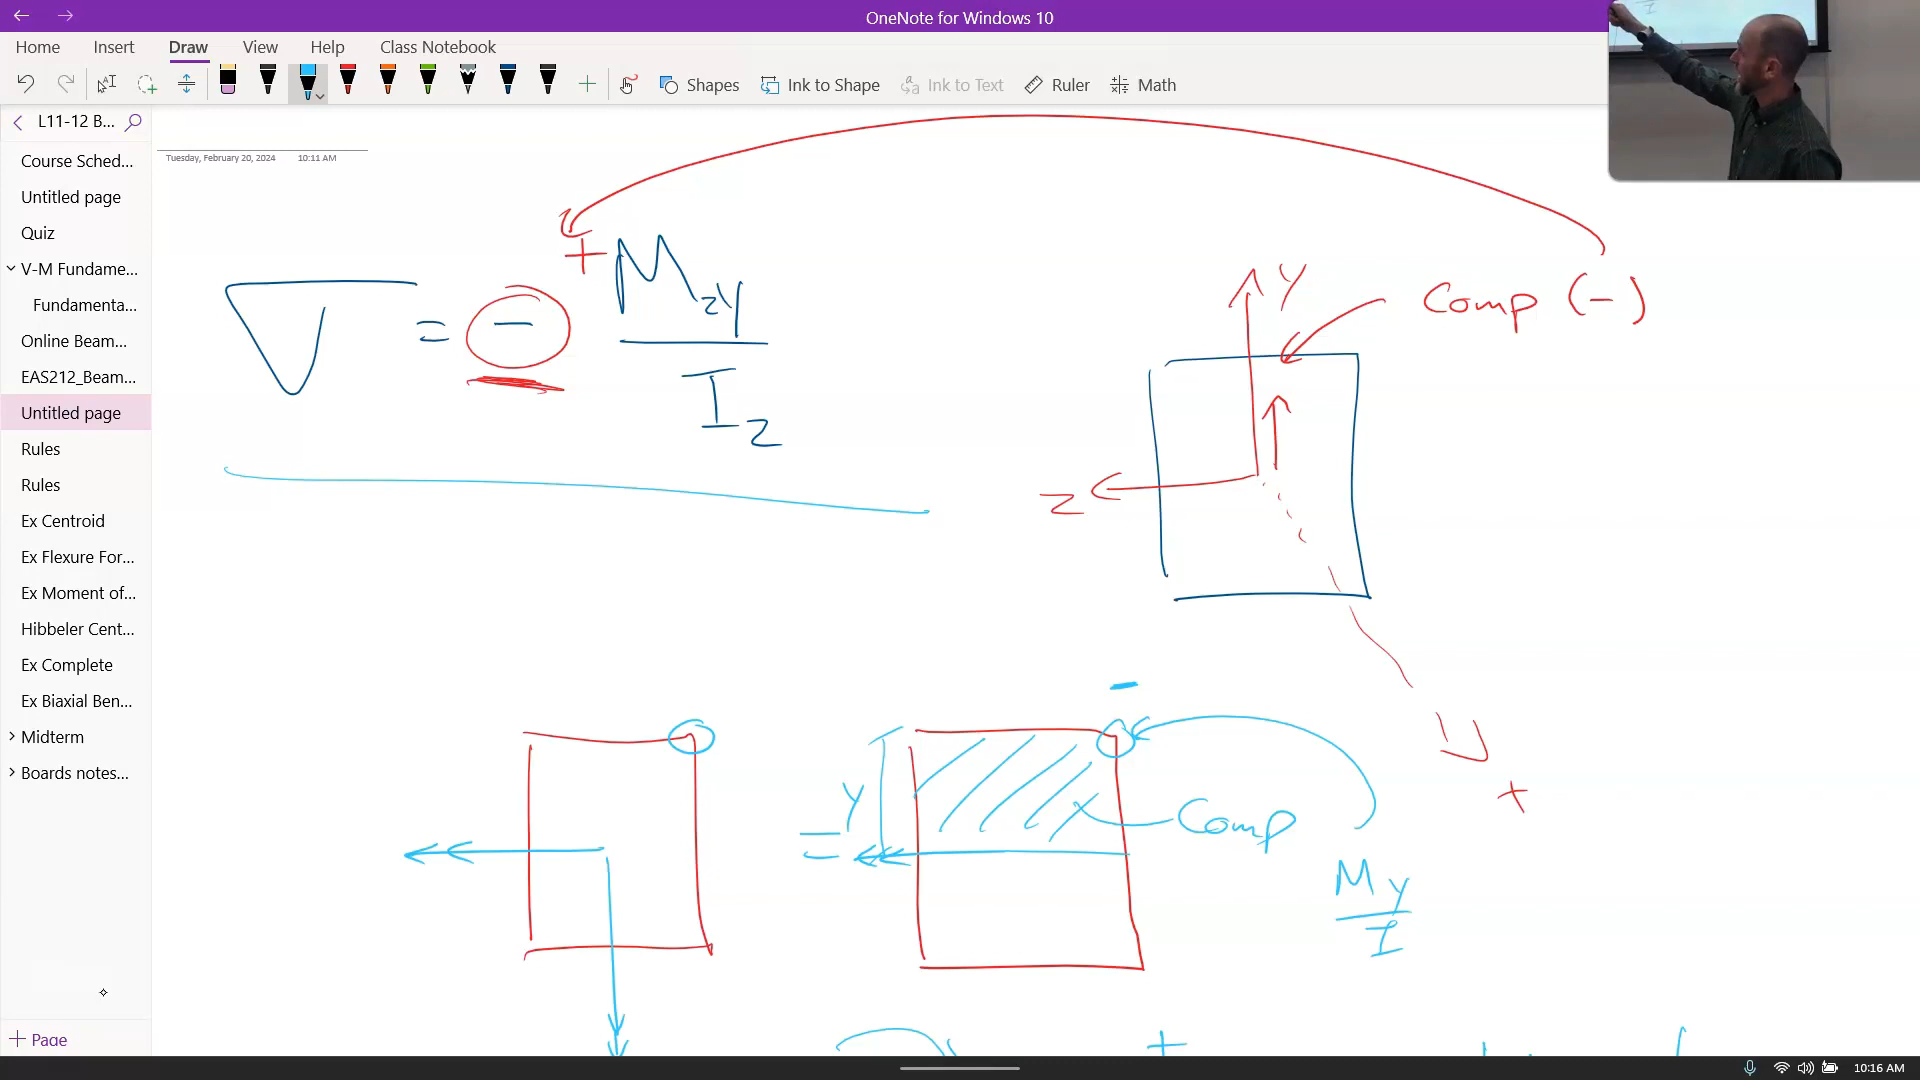 OneNote for Windows 10
Home Insert Draw View Help Class Notebook
Shapes Ink to Shape Ink to Text Ruler Math
L11-12 B...
Course Sched...
Untitled page
Quiz
V-M Fundame...
Fundamenta...
Online Beam...
EAS212_Beam...
Untitled page
Rules
Rules
Ex Centroid
Ex Flexure For...
Ex Moment of...
Hibbeler Cent...
Ex Complete
Ex Biaxial Ben...
Midterm
Boards notes...
+ Page
Tuesday, February 20, 2024 10:11 AM
+
σ = - Mz y
Iz
Y
Comp (-)
z
+
-
Y
Comp
My
I
+
10:16 AM